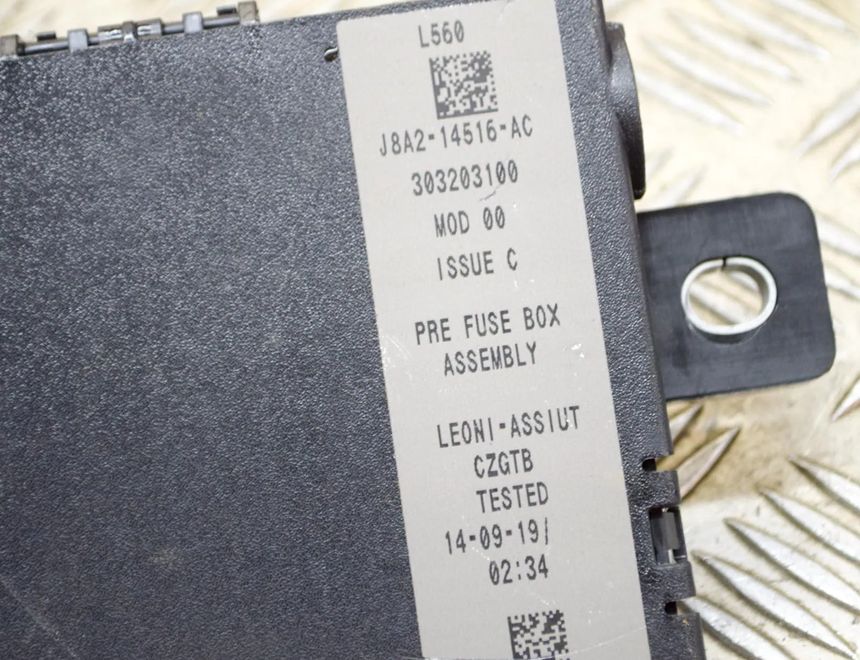 L560
J8A2-14516-AC
303203100
MOD 00
ISSUE C
PRE FUSE BOX
ASSEMBLY
LEONI-ASSIUT
CZGTB
TESTED
14-09-19/
02:34